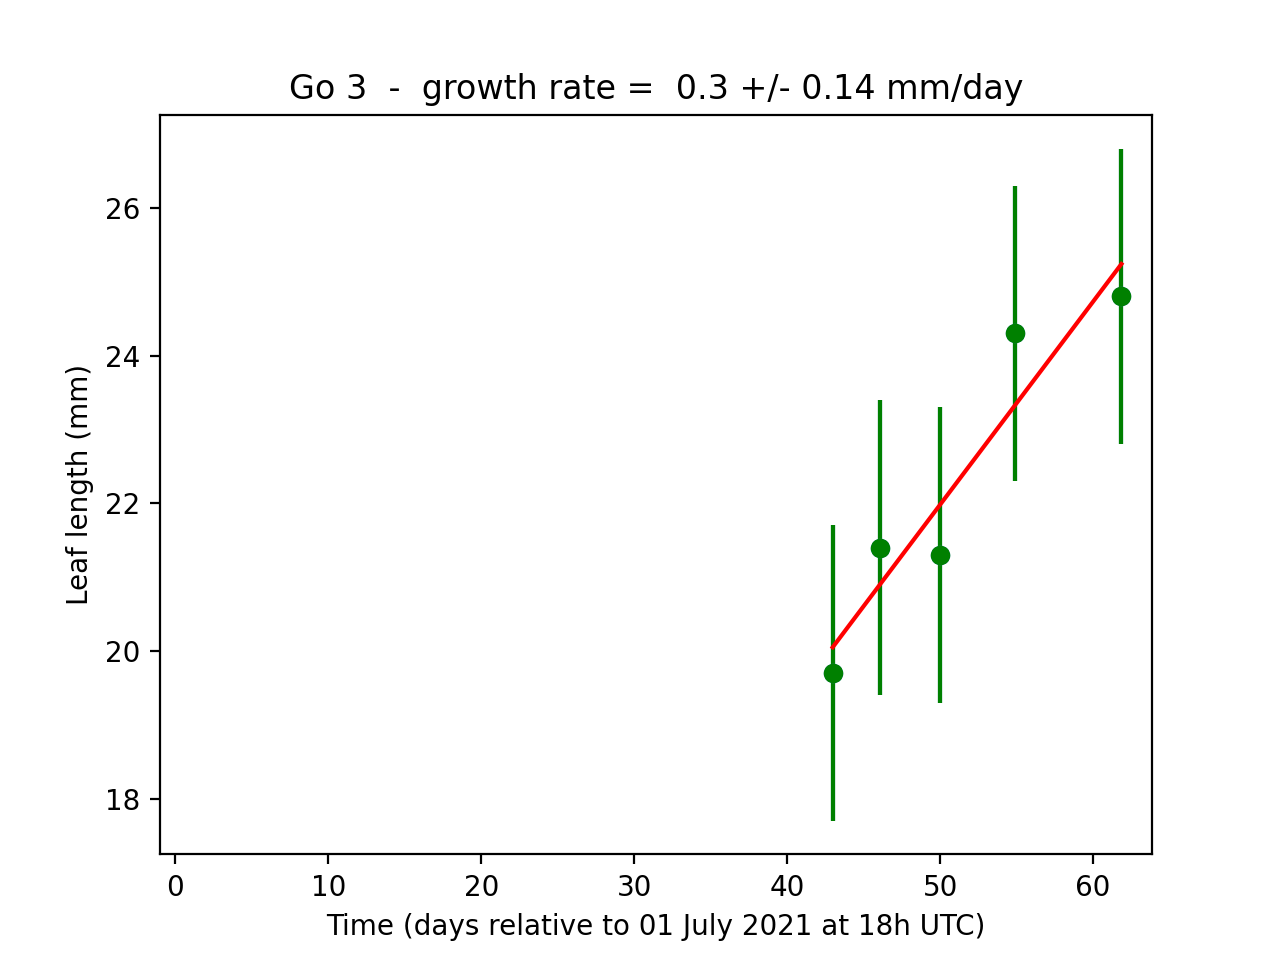 Go 3 - growth rate = 0.3 +/- 0.14 mm/day
26
24
22
20
18
Leaf length (mm)
0 10 20 30 40 50 60
Time (days relative to 01 July 2021 at 18h UTC)